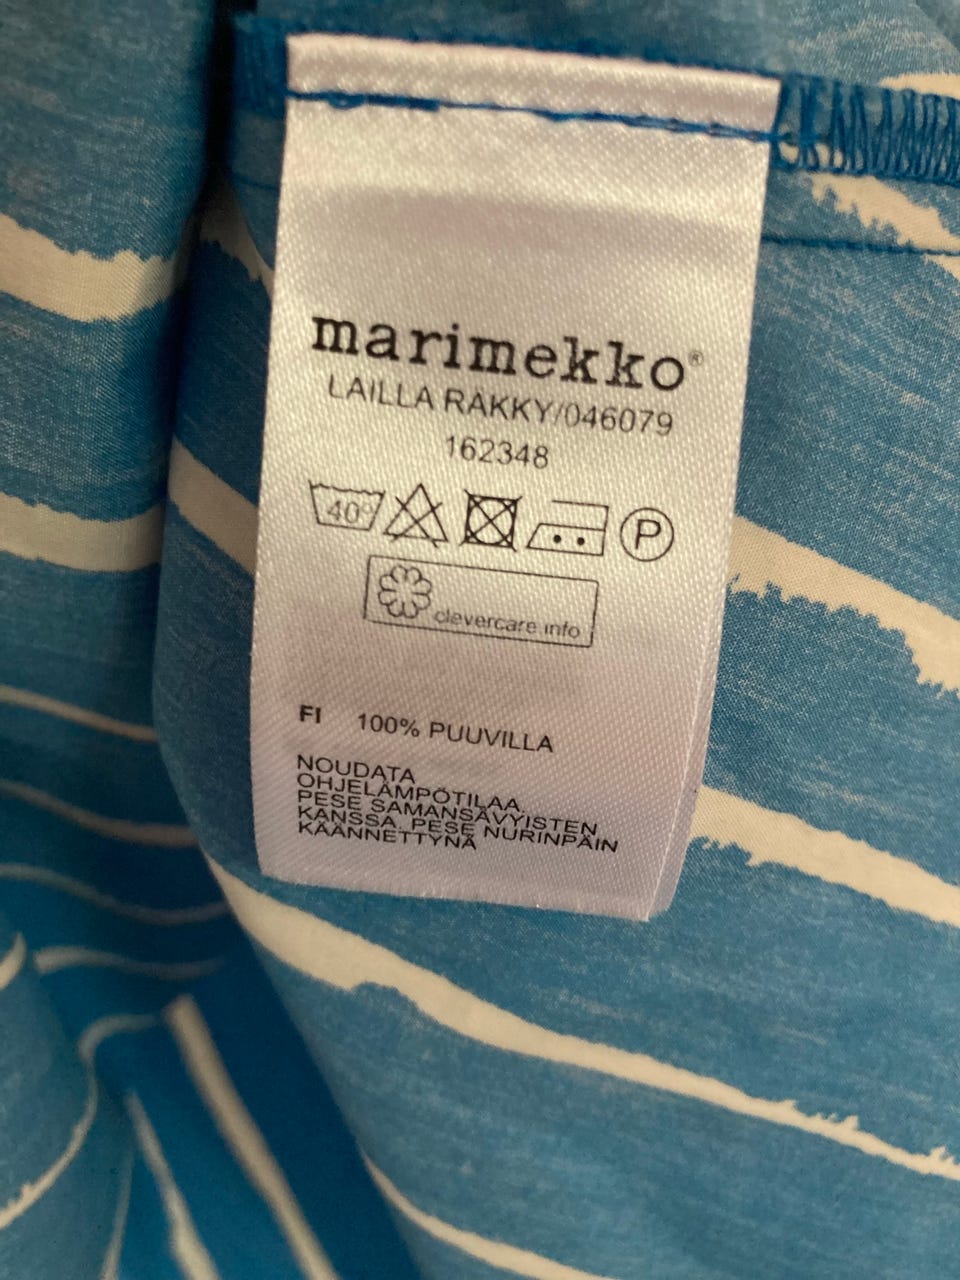 marimekko®
LAILLA RÄKKY/046079
162348
40°
P
clevercare.info
FI 100% PUUVILLA
NOUDATA
OHJELÄMPÖTILAA.
PESE SAMANSÄVYISTEN
KANSSA. PESE NURINPÄIN
KÄÄNNETTYNÄ